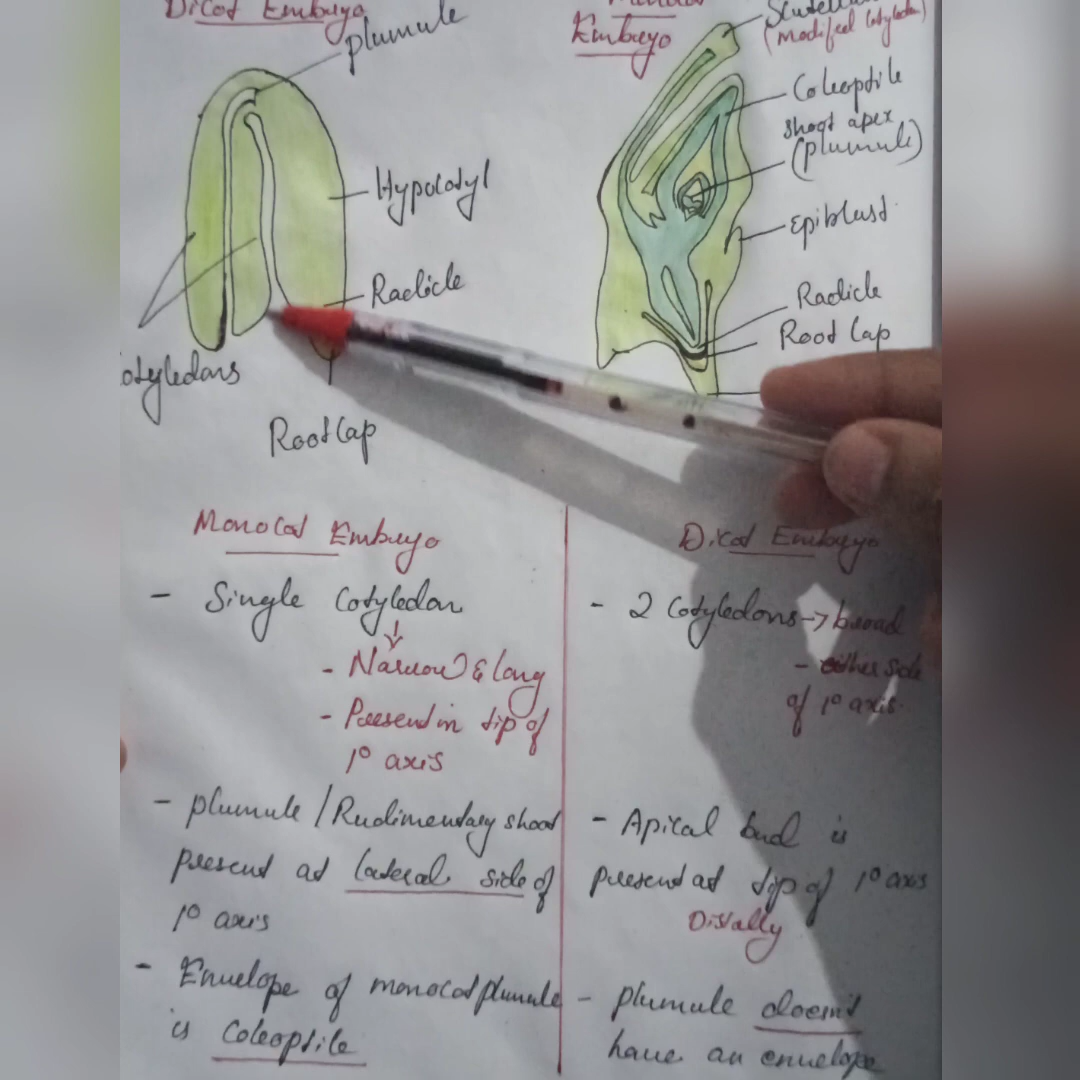 Dicot Embryo
plumule
Hypocotyl
Radicle
Cotyledons
Root Cap
Embryo
(modified Cotyledon)
Coleoptile
shoot apex
(plumule)
Epiblast
Radicle
Root Cap
Monocot Embryo
- Single Cotyledon
- Narrow & long
- Present in tip of
1° axis
- plumule / Rudimentary shoot
present at lateral side of
1° axis
- Envelope of monocot plumule
is Coleoptile
Dicot Embryo
- 2 Cotyledons → broad
- either side
of 1° axis
- Apical bud is
present at tip of 1° axis
Distally
- plumule doesn't
have an envelope